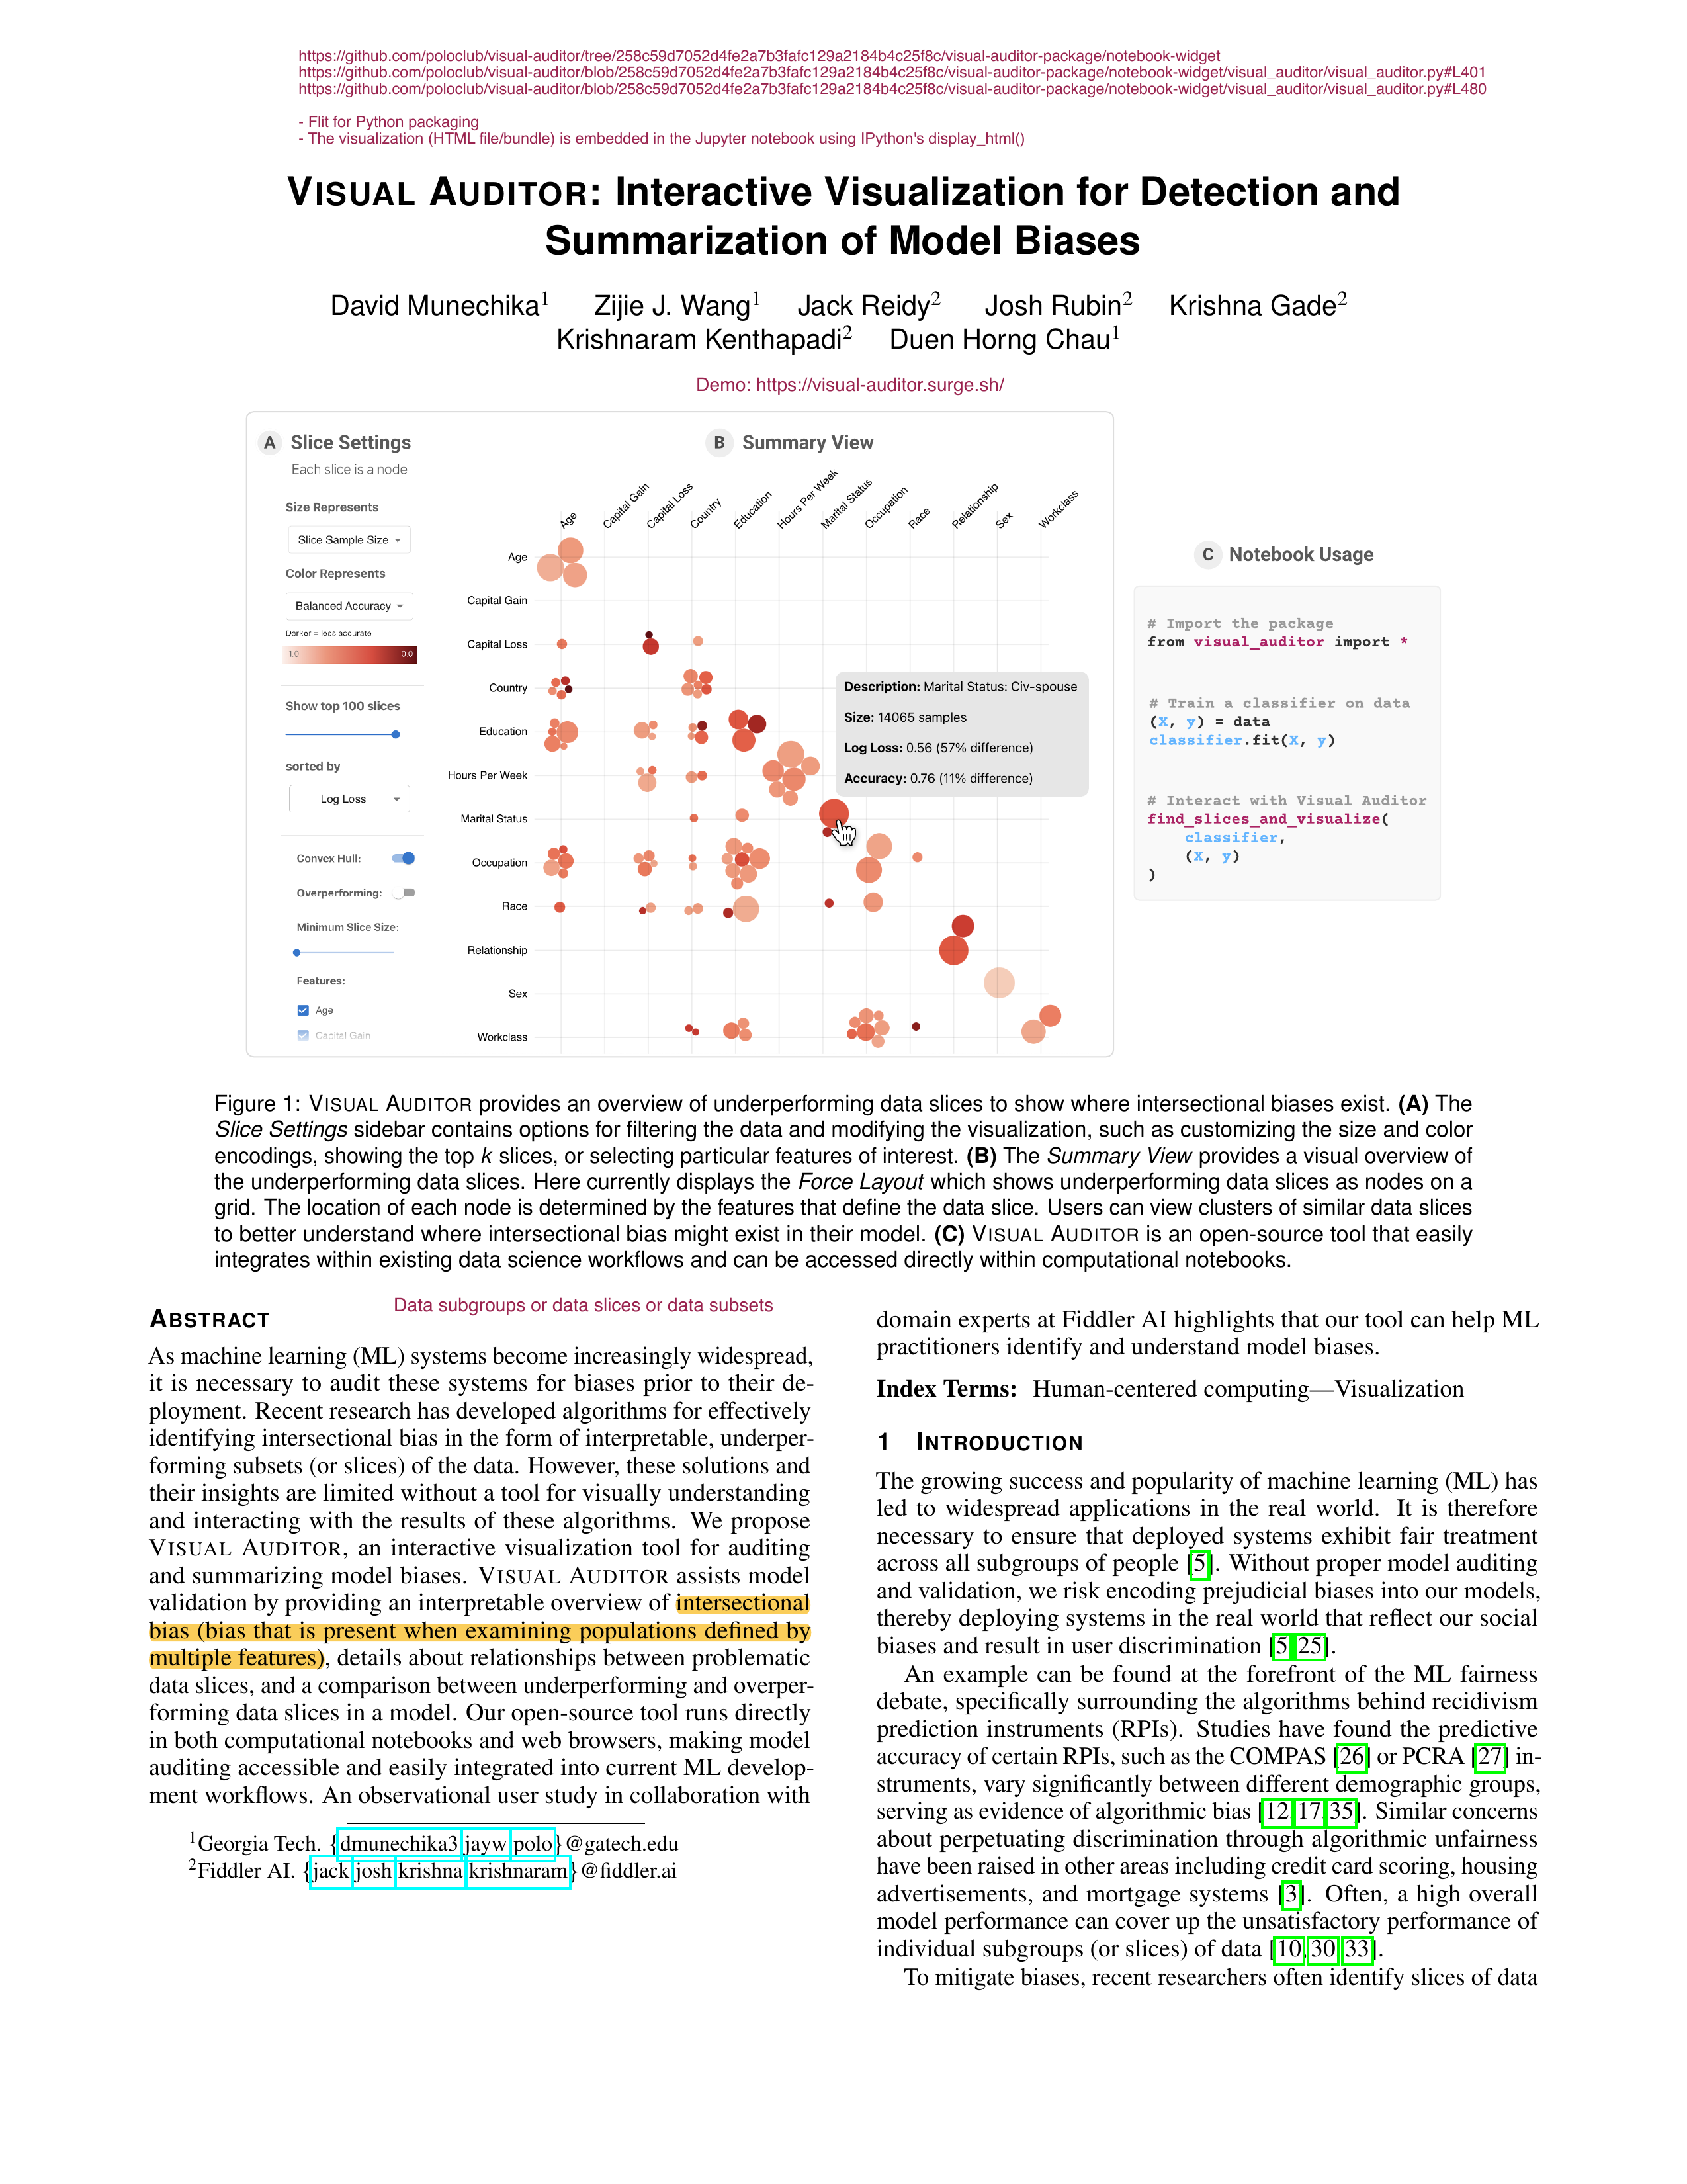 https://github.com/poloclub/visual-auditor/tree/258c59d7052d4fe2a7b3fafc129a2184b4c25f8c/visual-auditor-package/notebook-widget
https://github.com/poloclub/visual-auditor/blob/258c59d7052d4fe2a7b3fafc129a2184b4c25f8c/visual-auditor-package/notebook-widget/visual_auditor/visual_auditor.py#L401
https://github.com/poloclub/visual-auditor/blob/258c59d7052d4fe2a7b3fafc129a2184b4c25f8c/visual-auditor-package/notebook-widget/visual_auditor/visual_auditor.py#L480
- Flit for Python packaging
- The visualization (HTML file/bundle) is embedded in the Jupyter notebook using IPython's display_html()
VISUAL AUDITOR: Interactive Visualization for Detection and
Summarization of Model Biases
David Munechika¹ Zijie J. Wang¹ Jack Reidy² Josh Rubin² Krishna Gade²
Krishnaram Kenthapadi² Duen Horng Chau¹
Demo: https://visual-auditor.surge.sh/
A Slice Settings
Each slice is a node
Size Represents
Slice Sample Size
Color Represents
Balanced Accuracy
Darker = less accurate
1.0 0.0
Show top 100 slices
sorted by
Log Loss
Convex Hull:
Overperforming:
Minimum Slice Size:
Features:
Age
Capital Gain
B Summary View
Age
Capital Gain
Capital Loss
Country
Education
Hours Per Week
Marital Status
Occupation
Race
Relationship
Sex
Workclass
Age
Capital Gain
Capital Loss
Country
Education
Hours Per Week
Marital Status
Occupation
Race
Relationship
Sex
Workclass
Description: Marital Status: Civ-spouse
Size: 14065 samples
Log Loss: 0.56 (57% difference)
Accuracy: 0.76 (11% difference)
C Notebook Usage
# Import the package
from visual_auditor import *
# Train a classifier on data
(X, y) = data
classifier.fit(X, y)
# Interact with Visual Auditor
find_slices_and_visualize(
classifier,
(X, y)
)
Figure 1: VISUAL AUDITOR provides an overview of underperforming data slices to show where intersectional biases exist. (A) The
Slice Settings sidebar contains options for filtering the data and modifying the visualization, such as customizing the size and color
encodings, showing the top k slices, or selecting particular features of interest. (B) The Summary View provides a visual overview of
the underperforming data slices. Here currently displays the Force Layout which shows underperforming data slices as nodes on a
grid. The location of each node is determined by the features that define the data slice. Users can view clusters of similar data slices
to better understand where intersectional bias might exist in their model. (C) VISUAL AUDITOR is an open-source tool that easily
integrates within existing data science workflows and can be accessed directly within computational notebooks.
ABSTRACT
Data subgroups or data slices or data subsets
As machine learning (ML) systems become increasingly widespread,
it is necessary to audit these systems for biases prior to their de-
ployment. Recent research has developed algorithms for effectively
identifying intersectional bias in the form of interpretable, underper-
forming subsets (or slices) of the data. However, these solutions and
their insights are limited without a tool for visually understanding
and interacting with the results of these algorithms. We propose
VISUAL AUDITOR, an interactive visualization tool for auditing
and summarizing model biases. VISUAL AUDITOR assists model
validation by providing an interpretable overview of intersectional
bias (bias that is present when examining populations defined by
multiple features), details about relationships between problematic
data slices, and a comparison between underperforming and overper-
forming data slices in a model. Our open-source tool runs directly
in both computational notebooks and web browsers, making model
auditing accessible and easily integrated into current ML develop-
ment workflows. An observational user study in collaboration with
¹Georgia Tech. {dmunechika3,jayw,polo}@gatech.edu
²Fiddler AI. {jack,josh,krishna,krishnaram}@fiddler.ai
domain experts at Fiddler AI highlights that our tool can help ML
practitioners identify and understand model biases.
Index Terms: Human-centered computing—Visualization
1 INTRODUCTION
The growing success and popularity of machine learning (ML) has
led to widespread applications in the real world. It is therefore
necessary to ensure that deployed systems exhibit fair treatment
across all subgroups of people [5]. Without proper model auditing
and validation, we risk encoding prejudicial biases into our models,
thereby deploying systems in the real world that reflect our social
biases and result in user discrimination [5,25].
An example can be found at the forefront of the ML fairness
debate, specifically surrounding the algorithms behind recidivism
prediction instruments (RPIs). Studies have found the predictive
accuracy of certain RPIs, such as the COMPAS [26] or PCRA [27] in-
struments, vary significantly between different demographic groups,
serving as evidence of algorithmic bias [12,17,35]. Similar concerns
about perpetuating discrimination through algorithmic unfairness
have been raised in other areas including credit card scoring, housing
advertisements, and mortgage systems [3]. Often, a high overall
model performance can cover up the unsatisfactory performance of
individual subgroups (or slices) of data [10,30,33].
To mitigate biases, recent researchers often identify slices of data